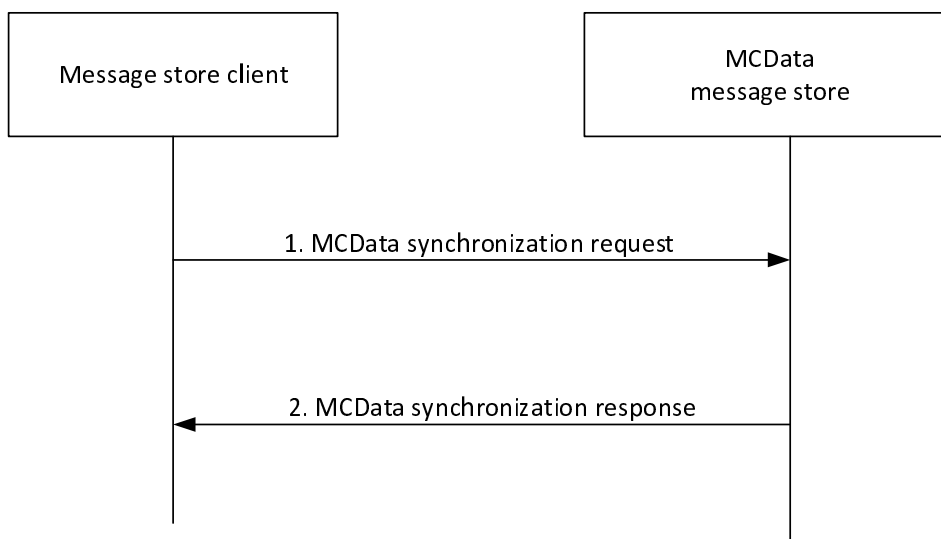 Message store client
MCData
message store
1. MCData synchronization request
2. MCData synchronization response